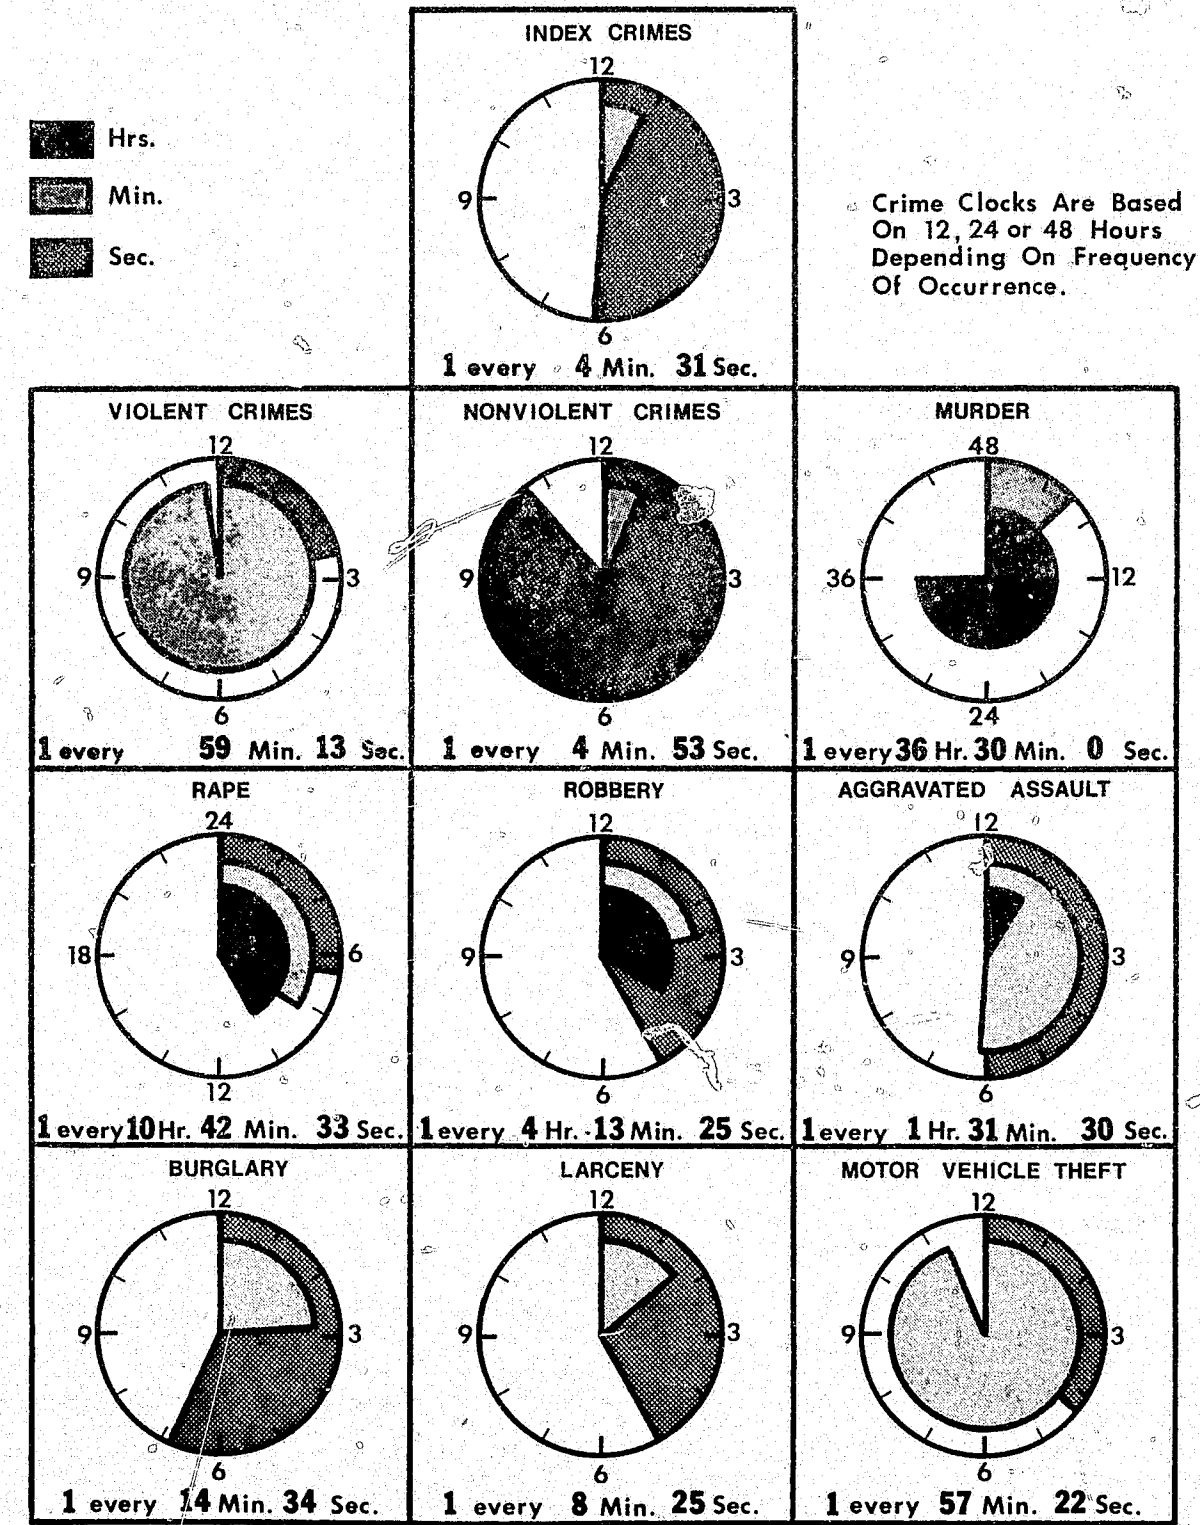 INDEX CRIMES
12
9
3
6
1 every 4 Min. 31 Sec.
Hrs.
Min.
Sec.
Crime Clocks Are Based
On 12, 24 or 48 Hours
Depending On Frequency
Of Occurrence.
VIOLENT CRIMES
12
9
3
6
1 every 59 Min. 13 Sec.
NONVIOLENT CRIMES
12
9
3
6
1 every 4 Min. 53 Sec.
MURDER
48
36
12
24
1 every 36 Hr. 30 Min. 0 Sec.
RAPE
24
18
6
12
1 every 10 Hr. 42 Min. 33 Sec.
ROBBERY
12
9
3
6
1 every 4 Hr. 13 Min. 25 Sec.
AGGRAVATED ASSAULT
12
9
3
6
1 every 1 Hr. 31 Min. 30 Sec.
BURGLARY
12
9
3
6
1 every 14 Min. 34 Sec.
LARCENY
12
9
3
6
1 every 8 Min. 25 Sec.
MOTOR VEHICLE THEFT
12
9
3
6
1 every 57 Min. 22 Sec.